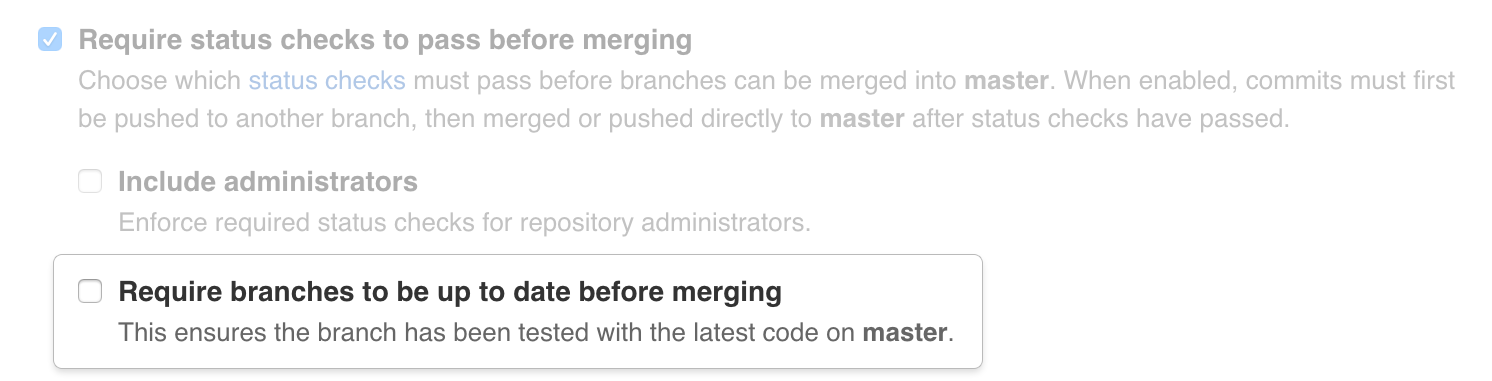 Require status checks to pass before merging
Choose which status checks must pass before branches can be merged into master. When enabled, commits must first
be pushed to another branch, then merged or pushed directly to master after status checks have passed.
Include administrators
Enforce required status checks for repository administrators.
Require branches to be up to date before merging
This ensures the branch has been tested with the latest code on master.